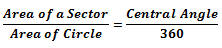 Area of a Sector / Area of Circle = Central Angle / 360